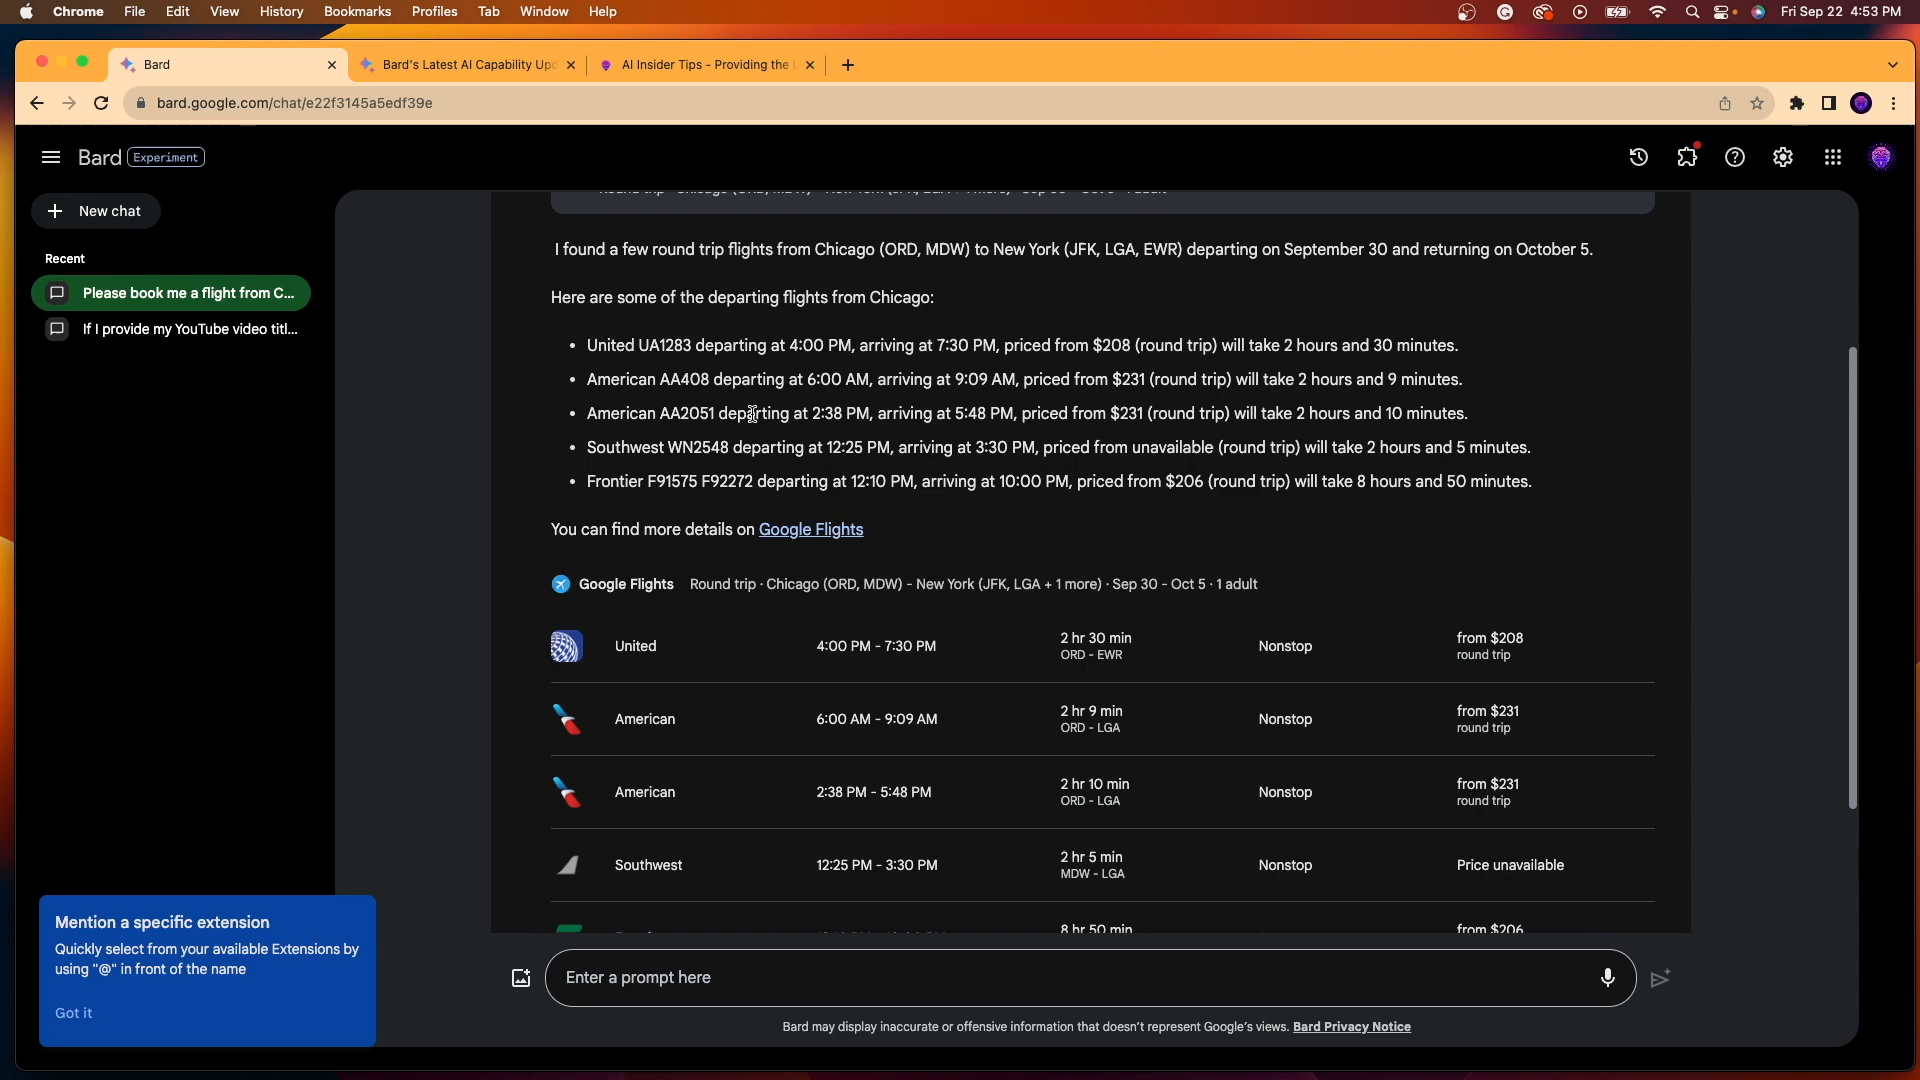 Chrome File Edit View History Bookmarks Profiles Tab Window Help Fri Sep 22 4:53 PM
Bard Bard's Latest AI Capability Upd AI Insider Tips - Providing the
bard.google.com/chat/e22f3145a5edf39e
Bard Experiment
New chat
Recent
Please book me a flight from C...
If I provide my YouTube video titl...
I found a few round trip flights from Chicago (ORD, MDW) to New York (JFK, LGA, EWR) departing on September 30 and returning on October 5.
Here are some of the departing flights from Chicago:
• United UA1283 departing at 4:00 PM, arriving at 7:30 PM, priced from $208 (round trip) will take 2 hours and 30 minutes.
• American AA408 departing at 6:00 AM, arriving at 9:09 AM, priced from $231 (round trip) will take 2 hours and 9 minutes.
• American AA2051 departing at 2:38 PM, arriving at 5:48 PM, priced from $231 (round trip) will take 2 hours and 10 minutes.
• Southwest WN2548 departing at 12:25 PM, arriving at 3:30 PM, priced from unavailable (round trip) will take 2 hours and 5 minutes.
• Frontier F91575 F92272 departing at 12:10 PM, arriving at 10:00 PM, priced from $206 (round trip) will take 8 hours and 50 minutes.
You can find more details on Google Flights
Google Flights Round trip · Chicago (ORD, MDW) - New York (JFK, LGA + 1 more) · Sep 30 - Oct 5 · 1 adult
United 4:00 PM - 7:30 PM 2 hr 30 min Nonstop from $208
ORD - EWR round trip
American 6:00 AM - 9:09 AM 2 hr 9 min Nonstop from $231
ORD - LGA round trip
American 2:38 PM - 5:48 PM 2 hr 10 min Nonstop from $231
ORD - LGA round trip
Southwest 12:25 PM - 3:30 PM 2 hr 5 min Nonstop Price unavailable
MDW - LGA
8 hr 50 min from $206
Mention a specific extension
Quickly select from your available Extensions by
using "@" in front of the name
Got it
Enter a prompt here
Bard may display inaccurate or offensive information that doesn't represent Google's views. Bard Privacy Notice